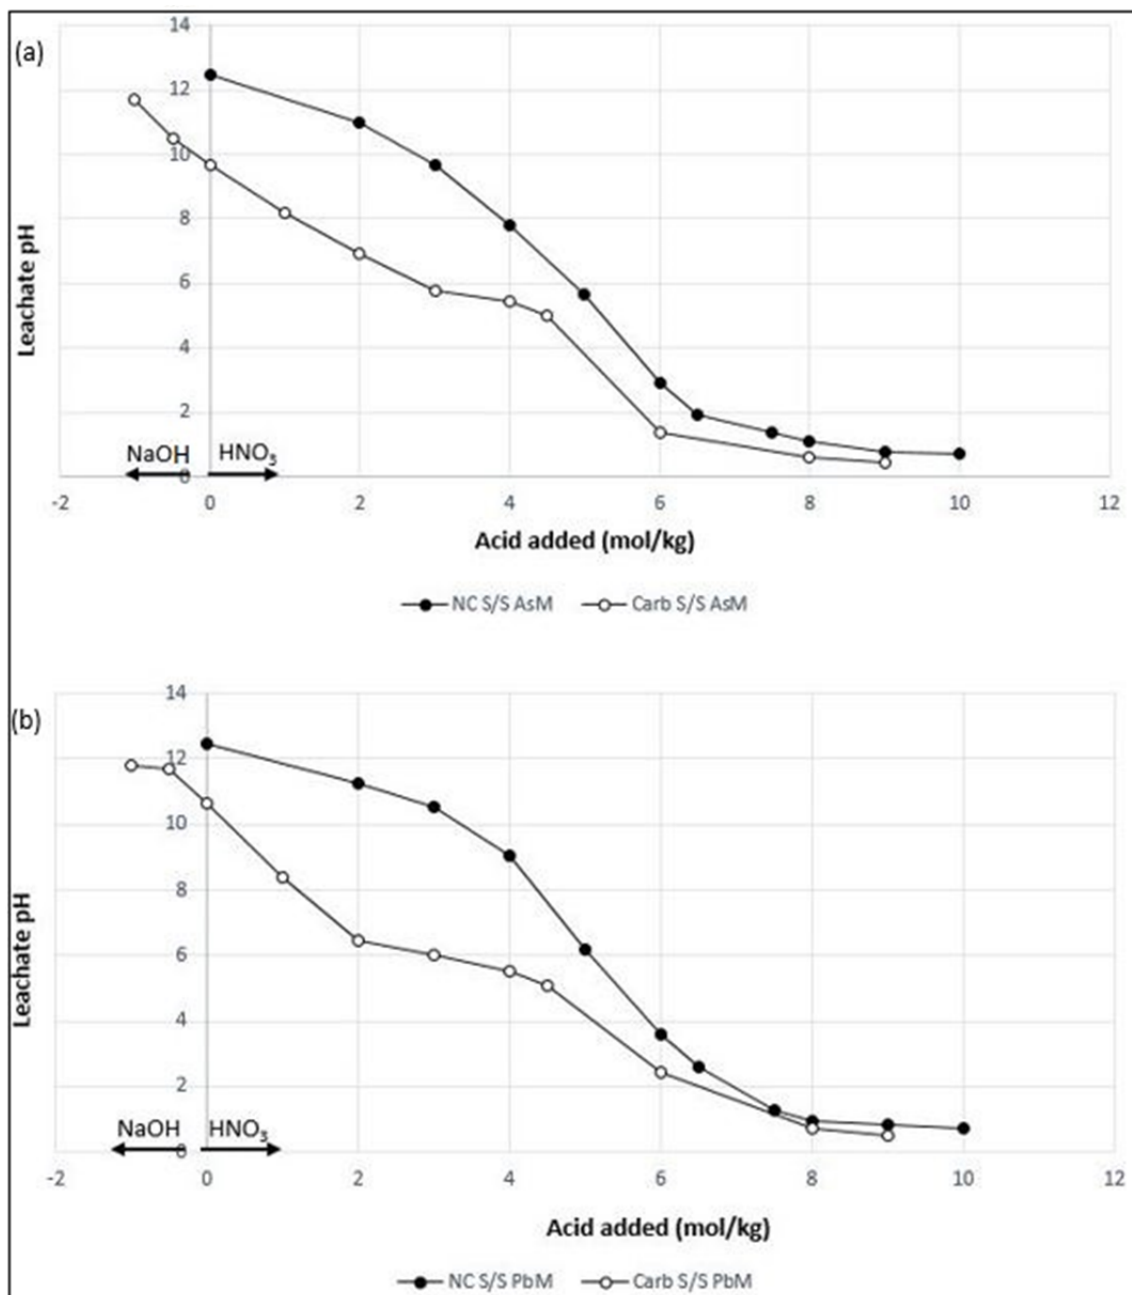 (a)
14
12
10
8
6
4
2
0
Leachate pH
NaOH HNO₃
-2 0 2 4 6 8 10 12
Acid added (mol/kg)
NC S/S AsM Carb S/S AsM
(b)
14
12
10
8
6
4
2
0
Leachate pH
NaOH HNO₃
-2 0 2 4 6 8 10 12
Acid added (mol/kg)
NC S/S PbM Carb S/S PbM